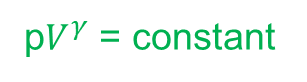 p𝑉^𝛾 = constant